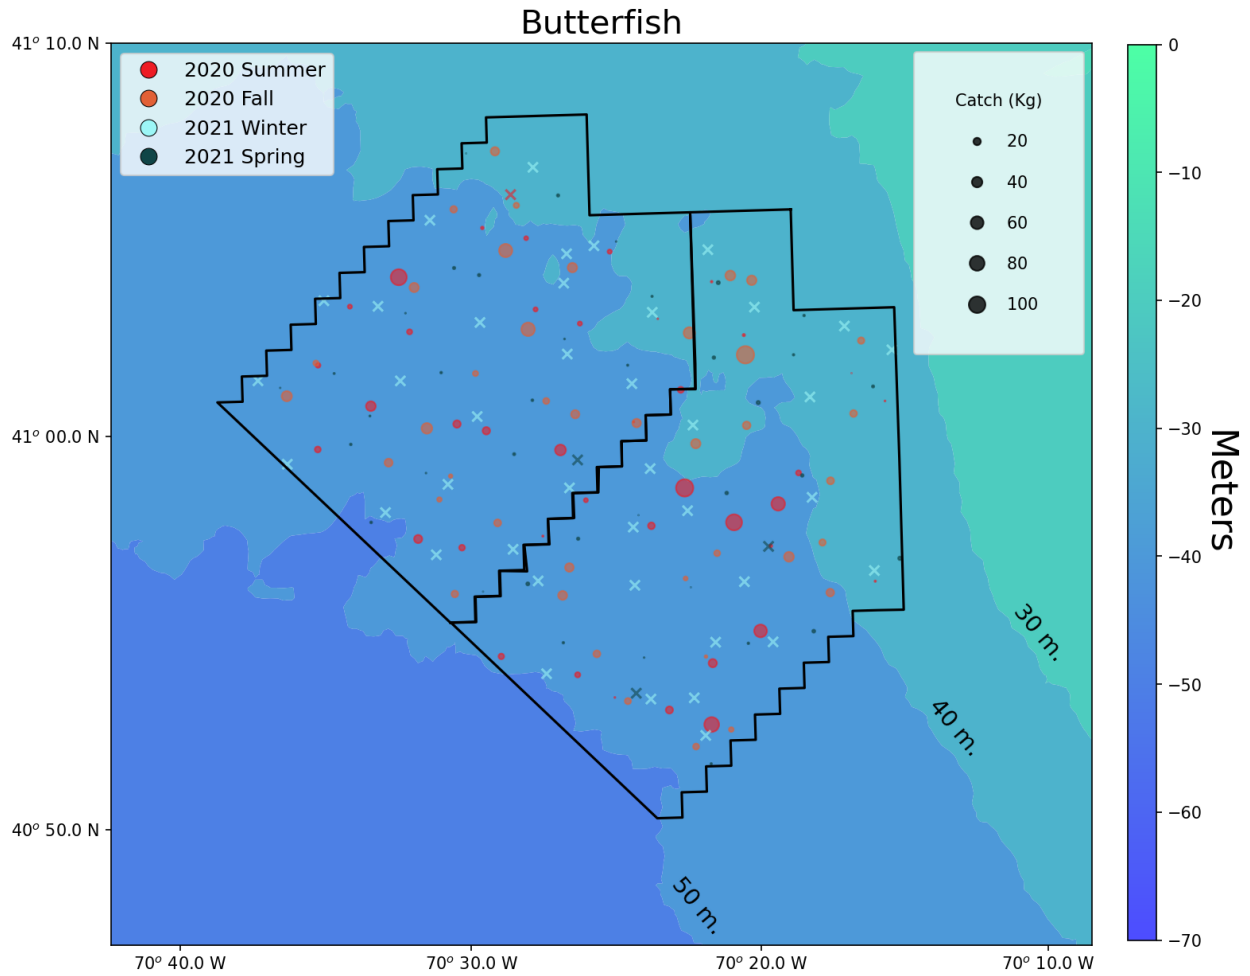 Butterfish
41° 10.0 N
41° 00.0 N
40° 50.0 N
2020 Summer
2020 Fall
2021 Winter
2021 Spring
Catch (Kg)
20
40
60
80
100
30 m.
40 m.
50 m.
0
−10
−20
−30
−40
−50
−60
−70
Meters
70° 40.0 W
70° 30.0 W
70° 20.0 W
70° 10.0 W